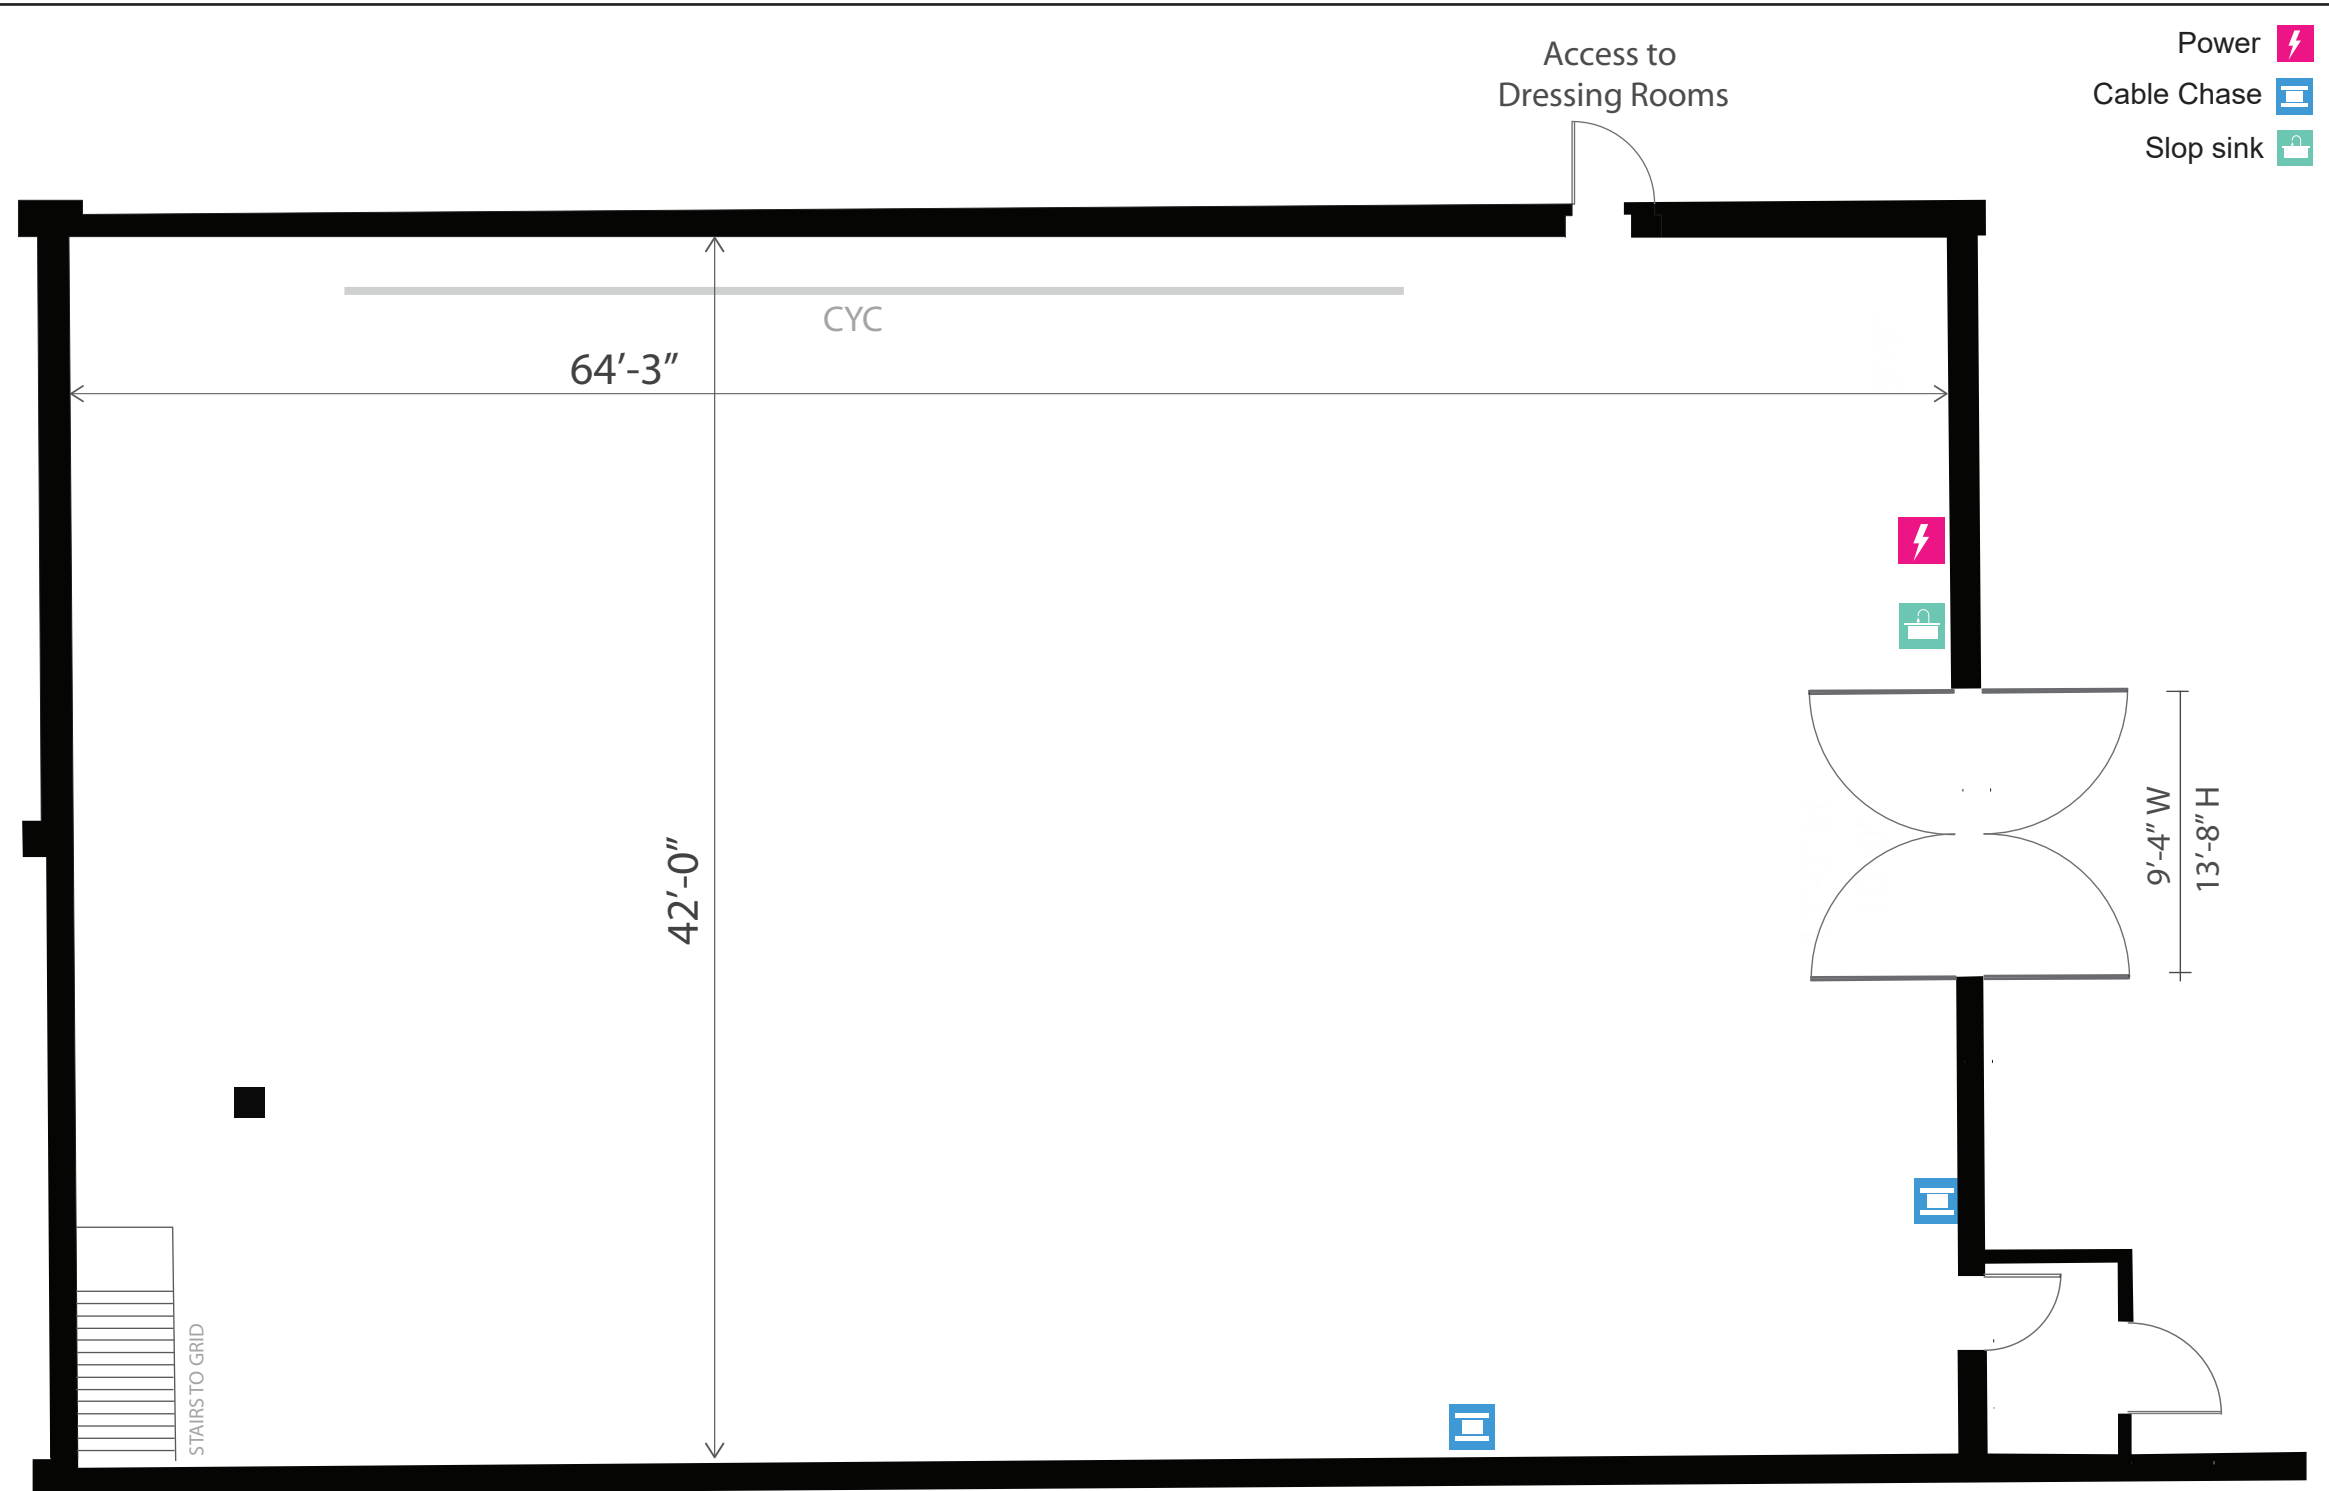 Power
Access to
Dressing Rooms
Cable Chase
Slop sink
CYC
64’-3”
42’-0”
9’-4” W
13’-8” H
STAIRS TO GRID